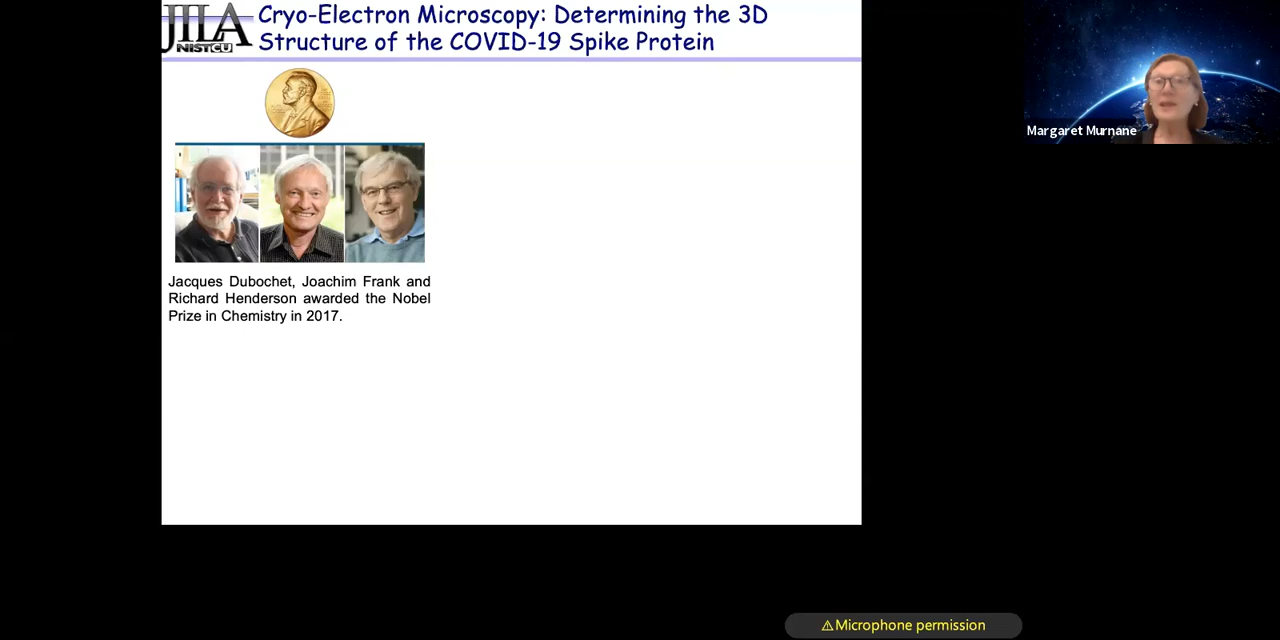 JILA
NIST CU
Cryo-Electron Microscopy: Determining the 3D
Structure of the COVID-19 Spike Protein
Jacques Dubochet, Joachim Frank and
Richard Henderson awarded the Nobel
Prize in Chemistry in 2017.
Margaret Murnane
⚠Microphone permission